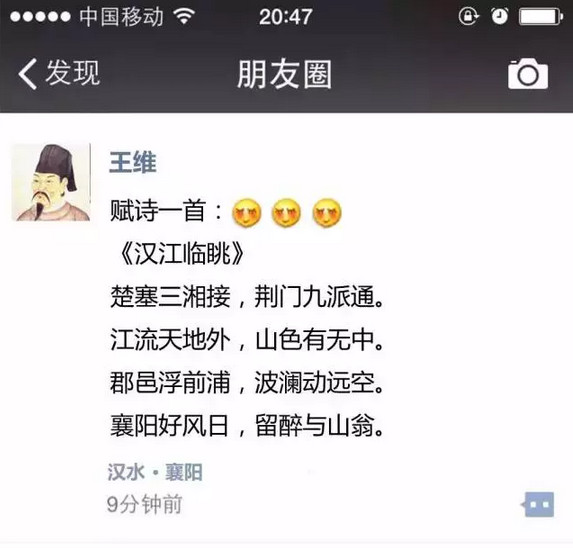 中国移动 20:47
发现 朋友圈
王维
赋诗一首：😍😍😍
《汉江临眺》
楚塞三湘接，荆门九派通。
江流天地外，山色有无中。
郡邑浮前浦，波澜动远空。
襄阳好风日，留醉与山翁。
汉水·襄阳
9分钟前